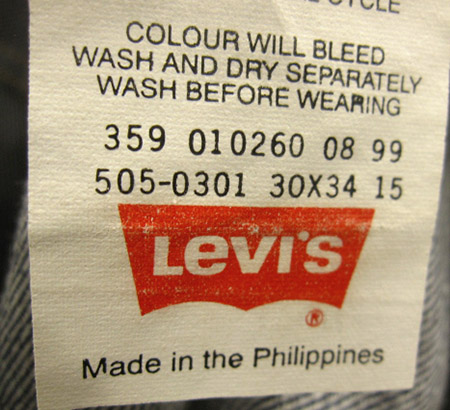 CYCLE
COLOUR WILL BLEED
WASH AND DRY SEPARATELY
WASH BEFORE WEARING
359 010260 08 99
505-0301 30X34 15
Levi's
®
Made in the Philippines